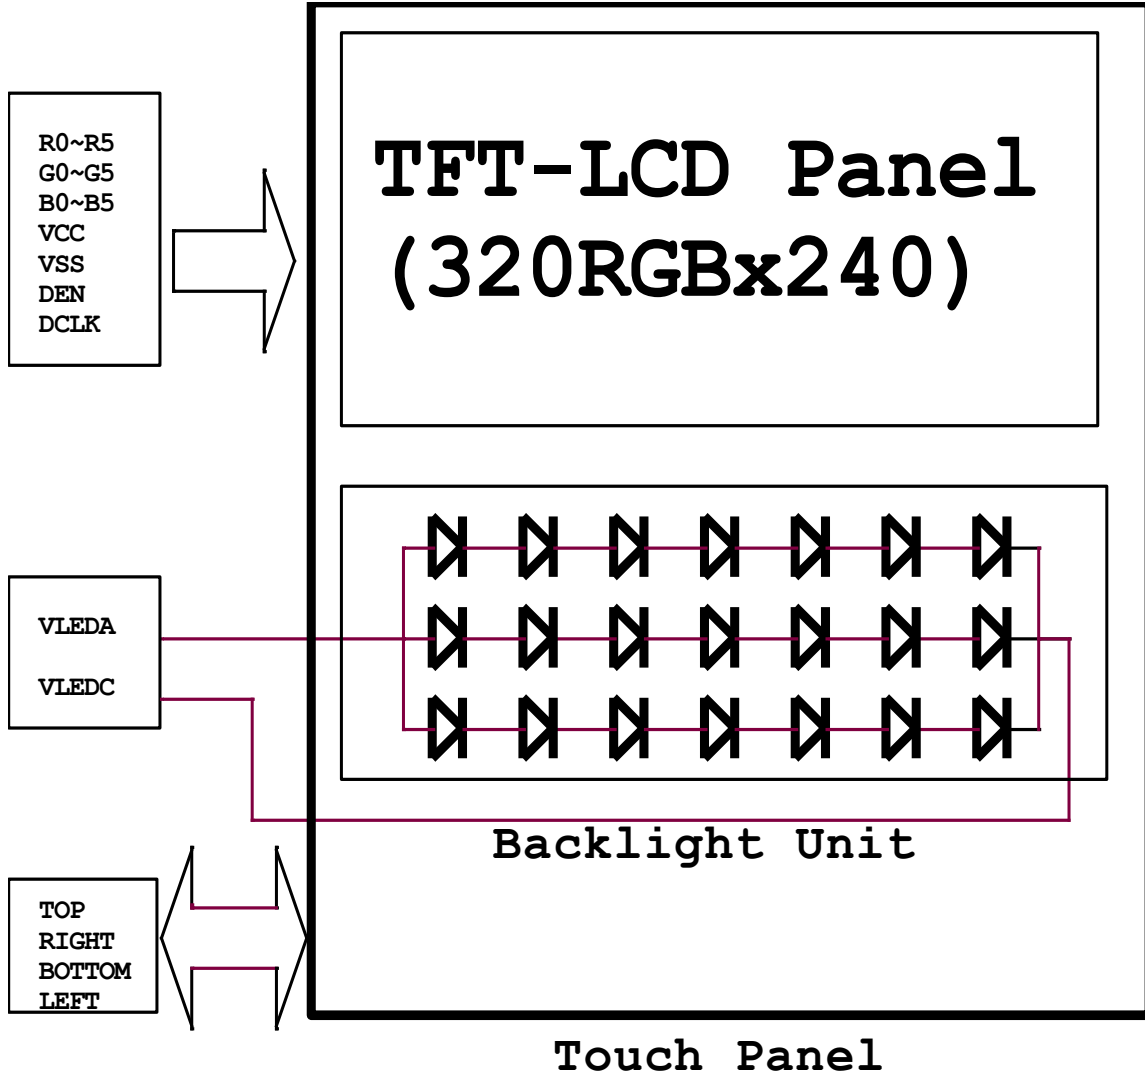 R0~R5
G0~G5
B0~B5
VCC
VSS
DEN
DCLK
TFT-LCD Panel
(320RGBx240)
VLEDA
VLEDC
Backlight Unit
TOP
RIGHT
BOTTOM
LEFT
Touch Panel